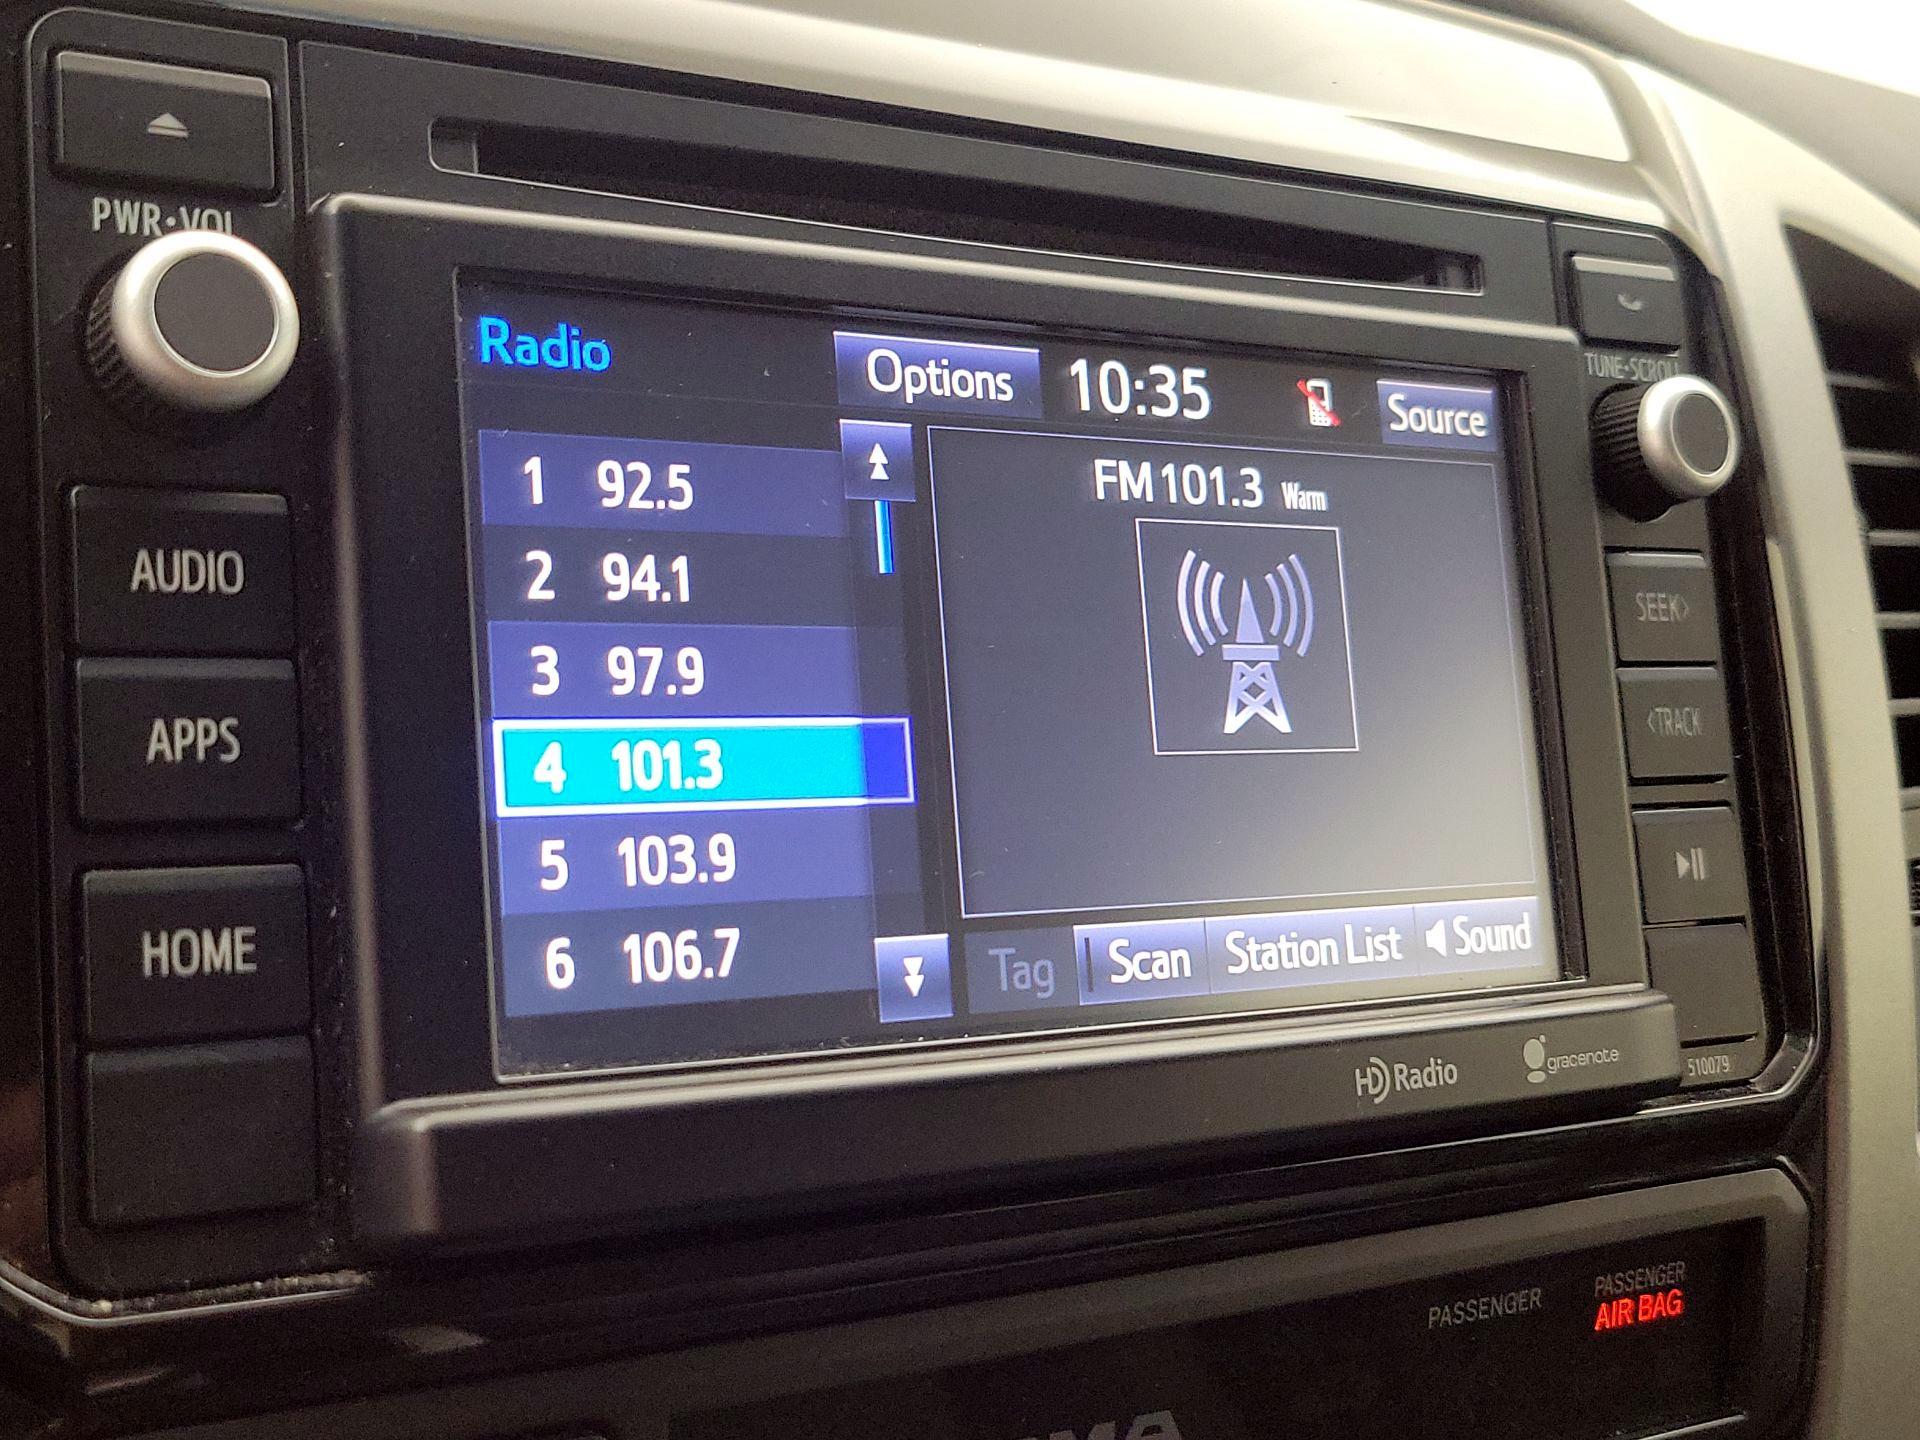 PWR•VOL
AUDIO
APPS
HOME
Radio
Options
10:35
Source
1 92.5
2 94.1
3 97.9
4 101.3
5 103.9
6 106.7
FM 101.3 Warm
Tag
Scan
Station List
Sound
TUNE•SCROLL
SEEK>
<TRACK
HD Radio
gracenote
510079
PASSENGER
PASSENGER
AIR BAG